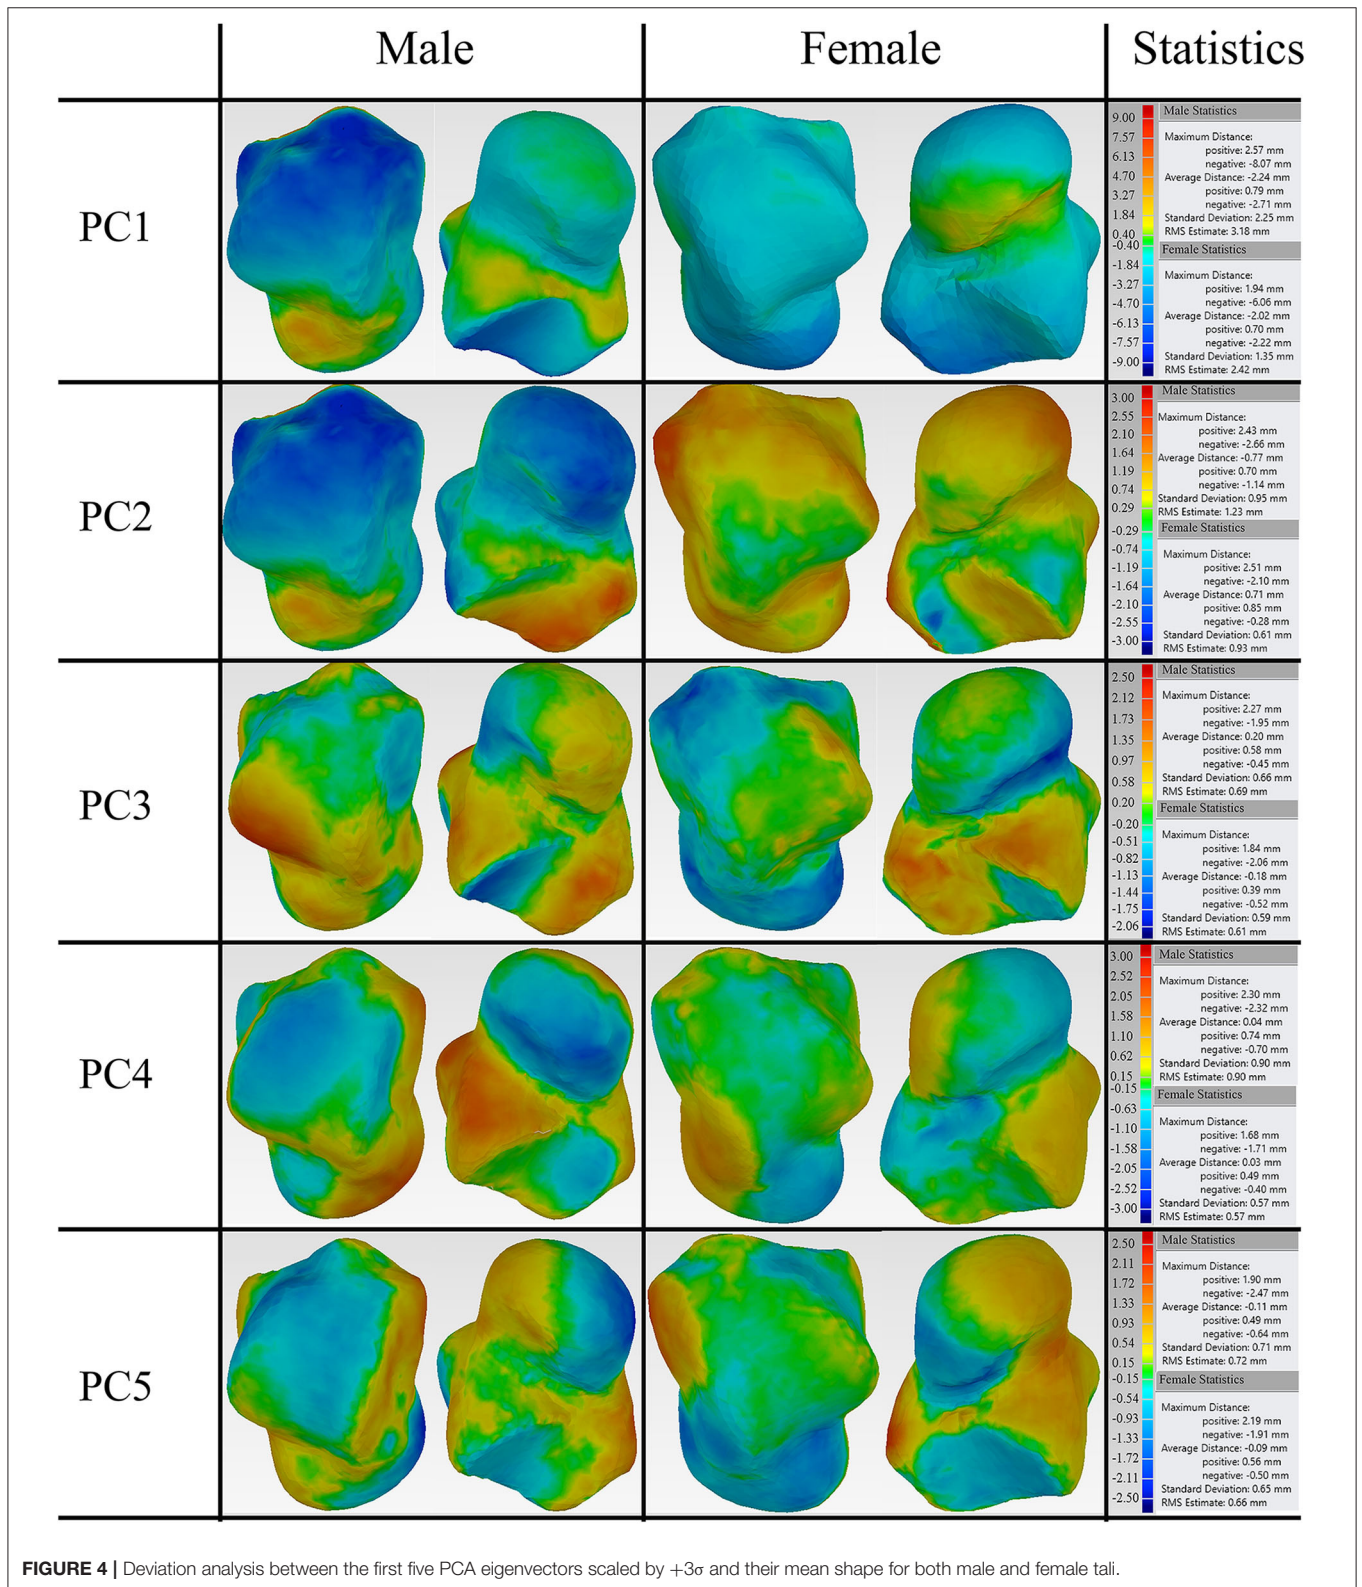 Male Female Statistics
PC1
9.00
7.57
6.13
4.70
3.27
1.84
0.40
-0.40
-1.84
-3.27
-4.70
-6.13
-7.57
-9.00
Male Statistics
Maximum Distance:
positive: 2.57 mm
negative: -8.07 mm
Average Distance: -2.24 mm
positive: 0.79 mm
negative: -2.71 mm
Standard Deviation: 2.25 mm
RMS Estimate: 3.18 mm
Female Statistics
Maximum Distance:
positive: 1.94 mm
negative: -6.06 mm
Average Distance: -2.02 mm
positive: 0.70 mm
negative: -2.22 mm
Standard Deviation: 1.35 mm
RMS Estimate: 2.42 mm
PC2
3.00
2.55
2.10
1.64
1.19
0.74
0.29
-0.29
-0.74
-1.19
-1.64
-2.10
-2.55
-3.00
Male Statistics
Maximum Distance:
positive: 2.43 mm
negative: -2.66 mm
Average Distance: -0.77 mm
positive: 0.70 mm
negative: -1.14 mm
Standard Deviation: 0.95 mm
RMS Estimate: 1.23 mm
Female Statistics
Maximum Distance:
positive: 2.51 mm
negative: -2.10 mm
Average Distance: 0.71 mm
positive: 0.85 mm
negative: -0.28 mm
Standard Deviation: 0.61 mm
RMS Estimate: 0.93 mm
PC3
2.50
2.12
1.73
1.35
0.97
0.58
0.20
-0.20
-0.51
-0.82
-1.13
-1.44
-1.75
-2.06
Male Statistics
Maximum Distance:
positive: 2.27 mm
negative: -1.95 mm
Average Distance: 0.20 mm
positive: 0.58 mm
negative: -0.45 mm
Standard Deviation: 0.66 mm
RMS Estimate: 0.69 mm
Female Statistics
Maximum Distance:
positive: 1.84 mm
negative: -2.06 mm
Average Distance: -0.18 mm
positive: 0.39 mm
negative: -0.52 mm
Standard Deviation: 0.59 mm
RMS Estimate: 0.61 mm
PC4
3.00
2.52
2.05
1.58
1.10
0.62
0.15
-0.15
-0.63
-1.10
-1.58
-2.05
-2.52
-3.00
Male Statistics
Maximum Distance:
positive: 2.30 mm
negative: -2.32 mm
Average Distance: 0.04 mm
positive: 0.74 mm
negative: -0.70 mm
Standard Deviation: 0.90 mm
RMS Estimate: 0.90 mm
Female Statistics
Maximum Distance:
positive: 1.68 mm
negative: -1.71 mm
Average Distance: 0.03 mm
positive: 0.49 mm
negative: -0.40 mm
Standard Deviation: 0.57 mm
RMS Estimate: 0.57 mm
PC5
2.50
2.11
1.72
1.33
0.93
0.54
0.15
-0.15
-0.54
-0.93
-1.33
-1.72
-2.11
-2.50
Male Statistics
Maximum Distance:
positive: 1.90 mm
negative: -2.47 mm
Average Distance: -0.11 mm
positive: 0.49 mm
negative: -0.64 mm
Standard Deviation: 0.71 mm
RMS Estimate: 0.72 mm
Female Statistics
Maximum Distance:
positive: 2.19 mm
negative: -1.91 mm
Average Distance: -0.09 mm
positive: 0.56 mm
negative: -0.50 mm
Standard Deviation: 0.65 mm
RMS Estimate: 0.66 mm
FIGURE 4 | Deviation analysis between the first five PCA eigenvectors scaled by +3σ and their mean shape for both male and female tali.